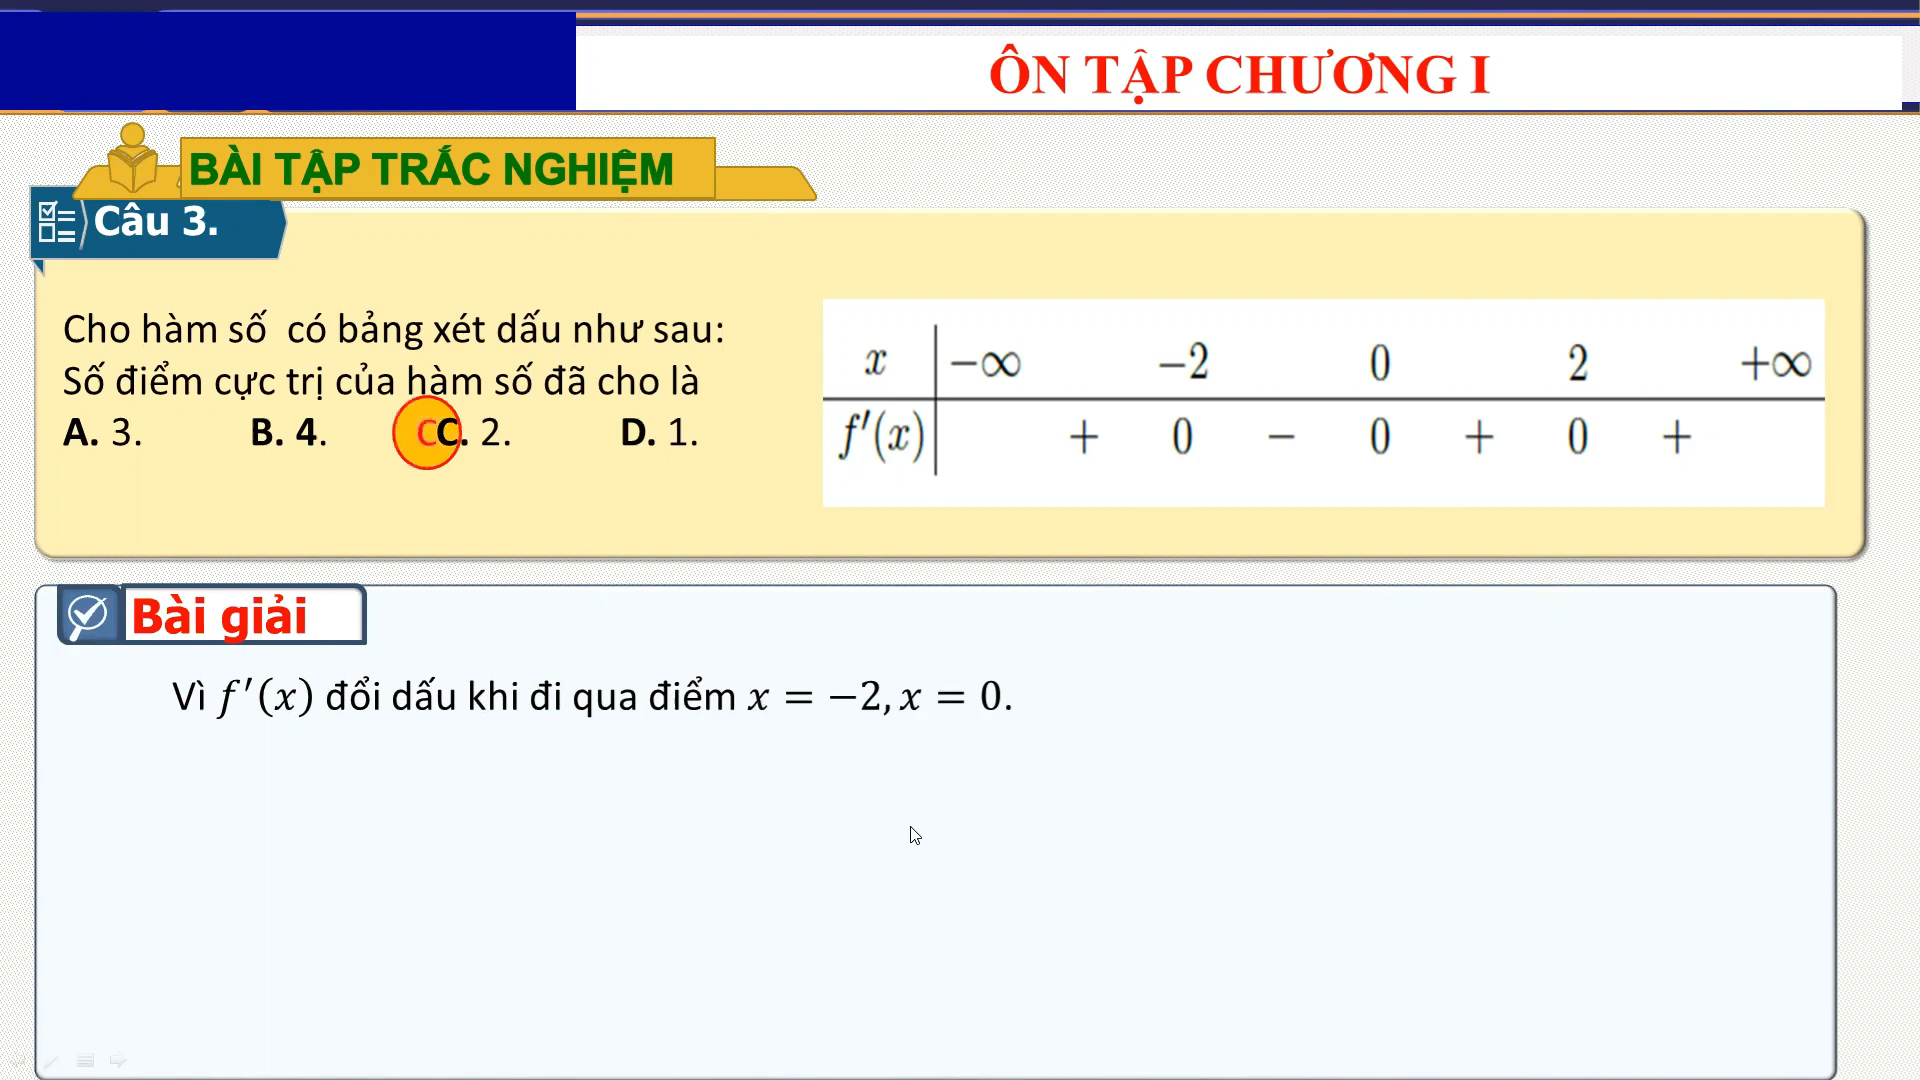 ÔN TẬP CHƯƠNG I
BÀI TẬP TRẮC NGHIỆM
Câu 3.
Cho hàm số  có bảng xét dấu như sau:
Số điểm cực trị của hàm số đã cho là
A. 3. B. 4. CC. 2. D. 1.
x −∞ −2 0 2 +∞
f′(x) + 0 − 0 + 0 +
Bài giải
Vì f′(x) đổi dấu khi đi qua điểm x = −2, x = 0.